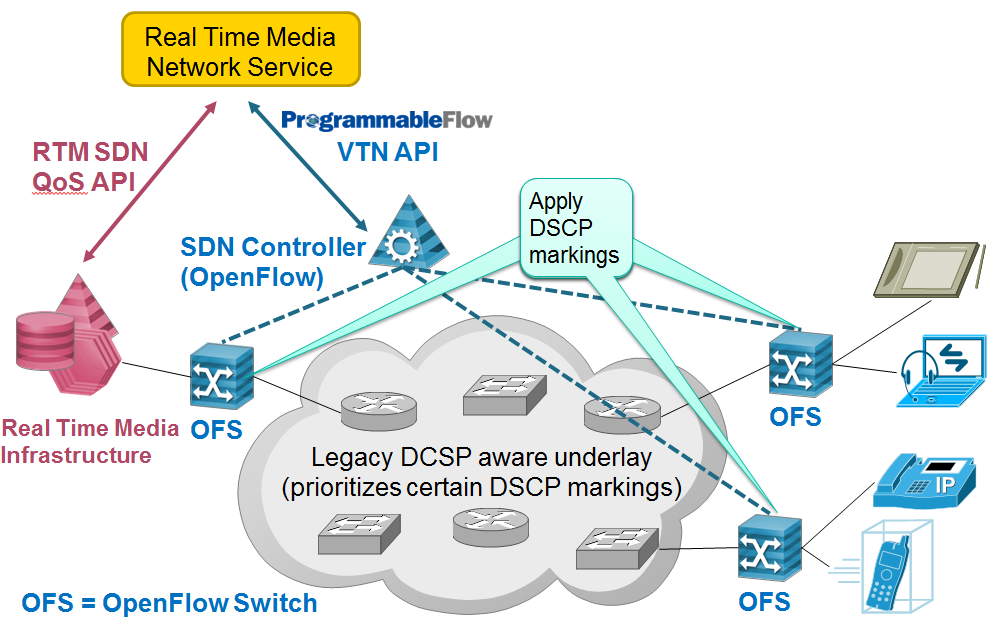 Real Time Media
Network Service
ProgrammableFlow
VTN API
RTM SDN
QoS API
Apply
DSCP
markings
SDN Controller
(OpenFlow)
OFS
OFS
Real Time Media
Infrastructure
Legacy DCSP aware underlay
(prioritizes certain DSCP markings)
IP
OFS
OFS = OpenFlow Switch